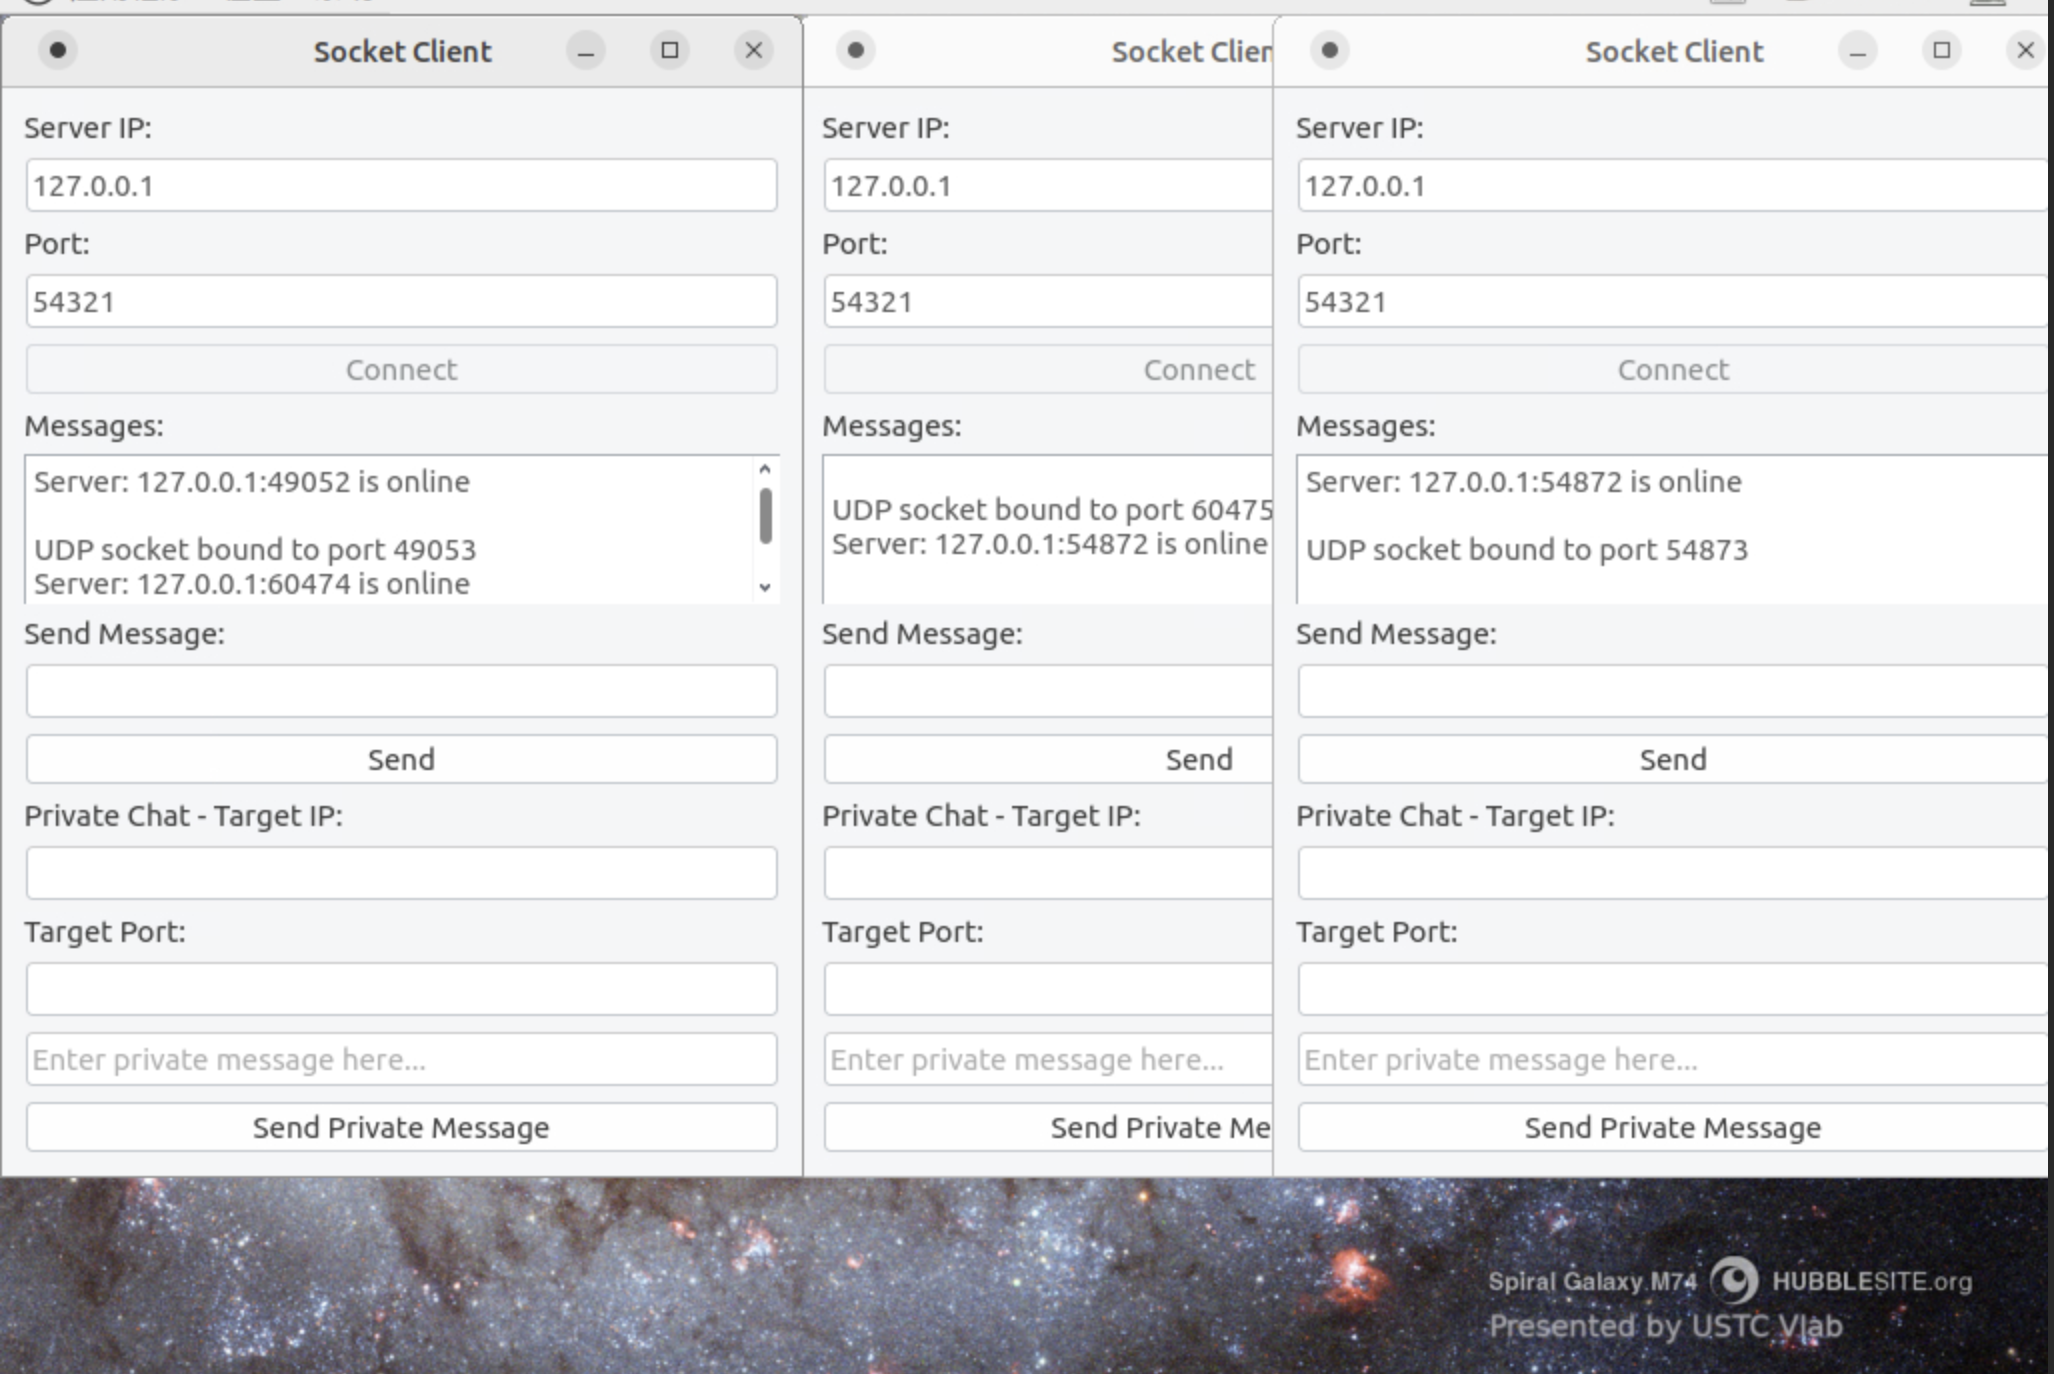 Socket Client
Server IP:
127.0.0.1
Port:
54321
Connect
Messages:
Server: 127.0.0.1:49052 is online
UDP socket bound to port 49053
Server: 127.0.0.1:60474 is online
Send Message:
Send
Private Chat - Target IP:
Target Port:
Enter private message here...
Send Private Message
Socket Clien
Server IP:
127.0.0.1
Port:
54321
Connect
Messages:
UDP socket bound to port 60475
Server: 127.0.0.1:54872 is online
Send Message:
Send
Private Chat - Target IP:
Target Port:
Enter private message here...
Send Private Me
Socket Client
Server IP:
127.0.0.1
Port:
54321
Connect
Messages:
Server: 127.0.0.1:54872 is online
UDP socket bound to port 54873
Send Message:
Send
Private Chat - Target IP:
Target Port:
Enter private message here...
Send Private Message
Spiral Galaxy M74 HUBBLESITE.org
Presented by USTC Vlab